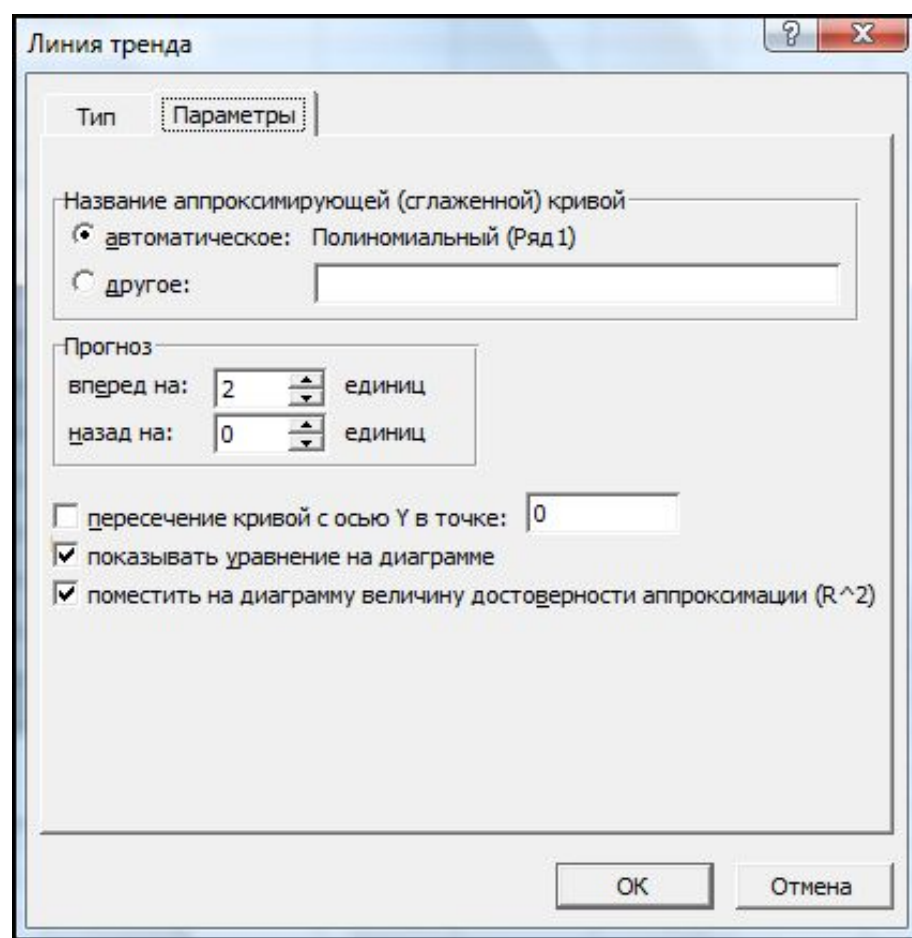 Линия тренда
Тип Параметры
Название аппроксимирующей (сглаженной) кривой
автоматическое: Полиномиальный (Ряд1)
другое:
Прогноз
вперед на: 2 единиц
назад на: 0 единиц
пересечение кривой с осью Y в точке: 0
показывать уравнение на диаграмме
поместить на диаграмму величину достоверности аппроксимации (R^2)
ОК Отмена